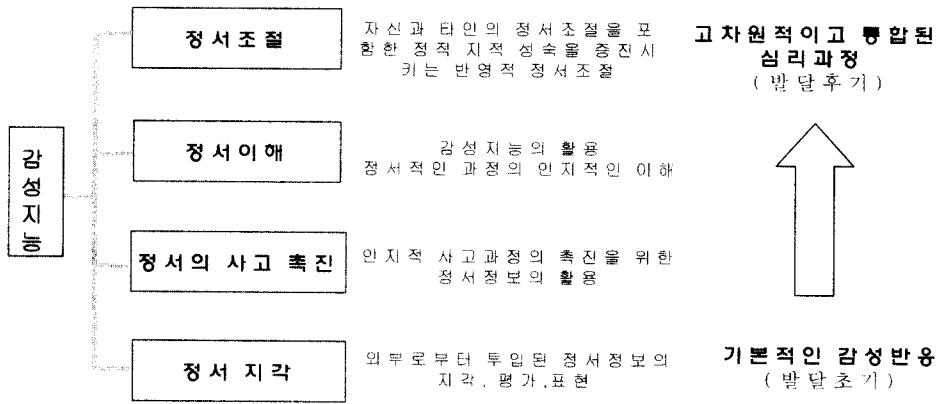 감성지능
정서조절
자신과 타인의 정서조절을 포
함한 정적 지적 성숙을 증진시
키는 반영적 정서조절
정서이해
감성지능의 활용
정서적인 과정의 인지적인 이해
정서의 사고 촉진
인지적 사고과정의 촉진을 위한
정서정보의 활용
정서 지각
외부로부터 투입된 정서정보의
지각, 평가,표현
고차원적이고 통합된
심리과정
(발달후기)
기본적인 감성반응
(발달초기)